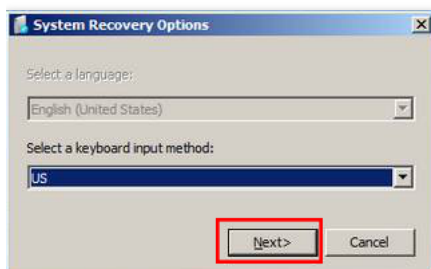 System Recovery Options
Select a language:
English (United States)
Select a keyboard input method:
US
Next>
Cancel